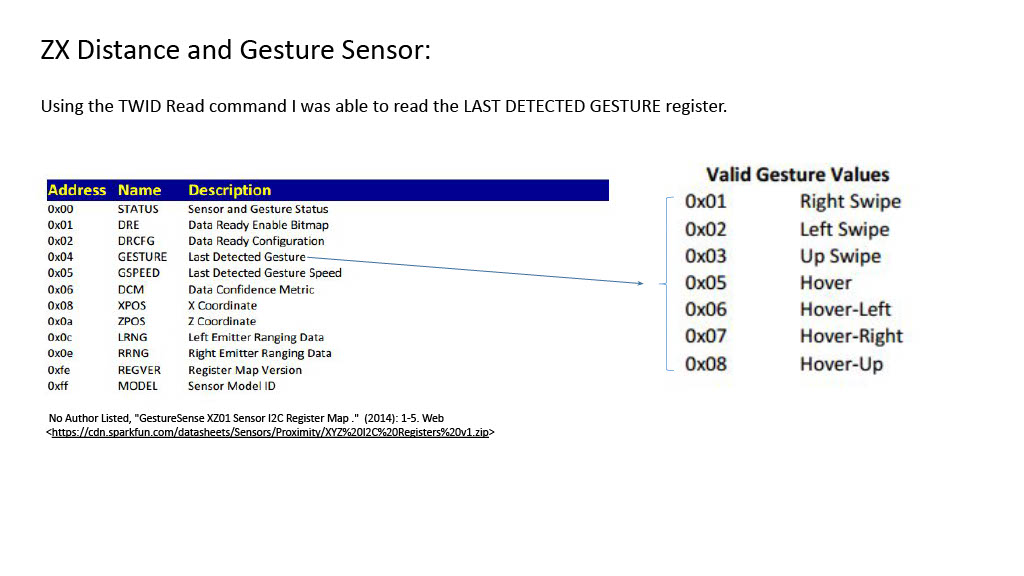 ZX Distance and Gesture Sensor:
Using the TWID Read command I was able to read the LAST DETECTED GESTURE register.
Address Name Description
0x00 STATUS Sensor and Gesture Status
0x01 DRE Data Ready Enable Bitmap
0x02 DRCFG Data Ready Configuration
0x04 GESTURE Last Detected Gesture
0x05 GSPEED Last Detected Gesture Speed
0x06 DCM Data Confidence Metric
0x08 XPOS X Coordinate
0x0a ZPOS Z Coordinate
0x0c LRNG Left Emitter Ranging Data
0x0e RRNG Right Emitter Ranging Data
0xfe REGVER Register Map Version
0xff MODEL Sensor Model ID
Valid Gesture Values
0x01 Right Swipe
0x02 Left Swipe
0x03 Up Swipe
0x05 Hover
0x06 Hover-Left
0x07 Hover-Right
0x08 Hover-Up
No Author Listed, "GestureSense XZ01 Sensor I2C Register Map ." (2014): 1-5. Web
<https://cdn.sparkfun.com/datasheets/Sensors/Proximity/XYZ%20I2C%20Registers%20v1.zip>